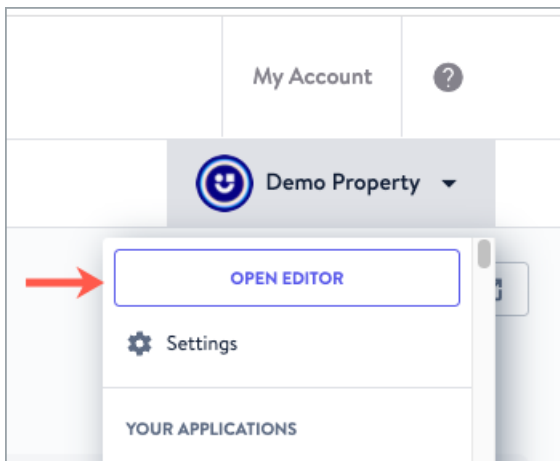 My Account
?
Demo Property
OPEN EDITOR
Settings
YOUR APPLICATIONS